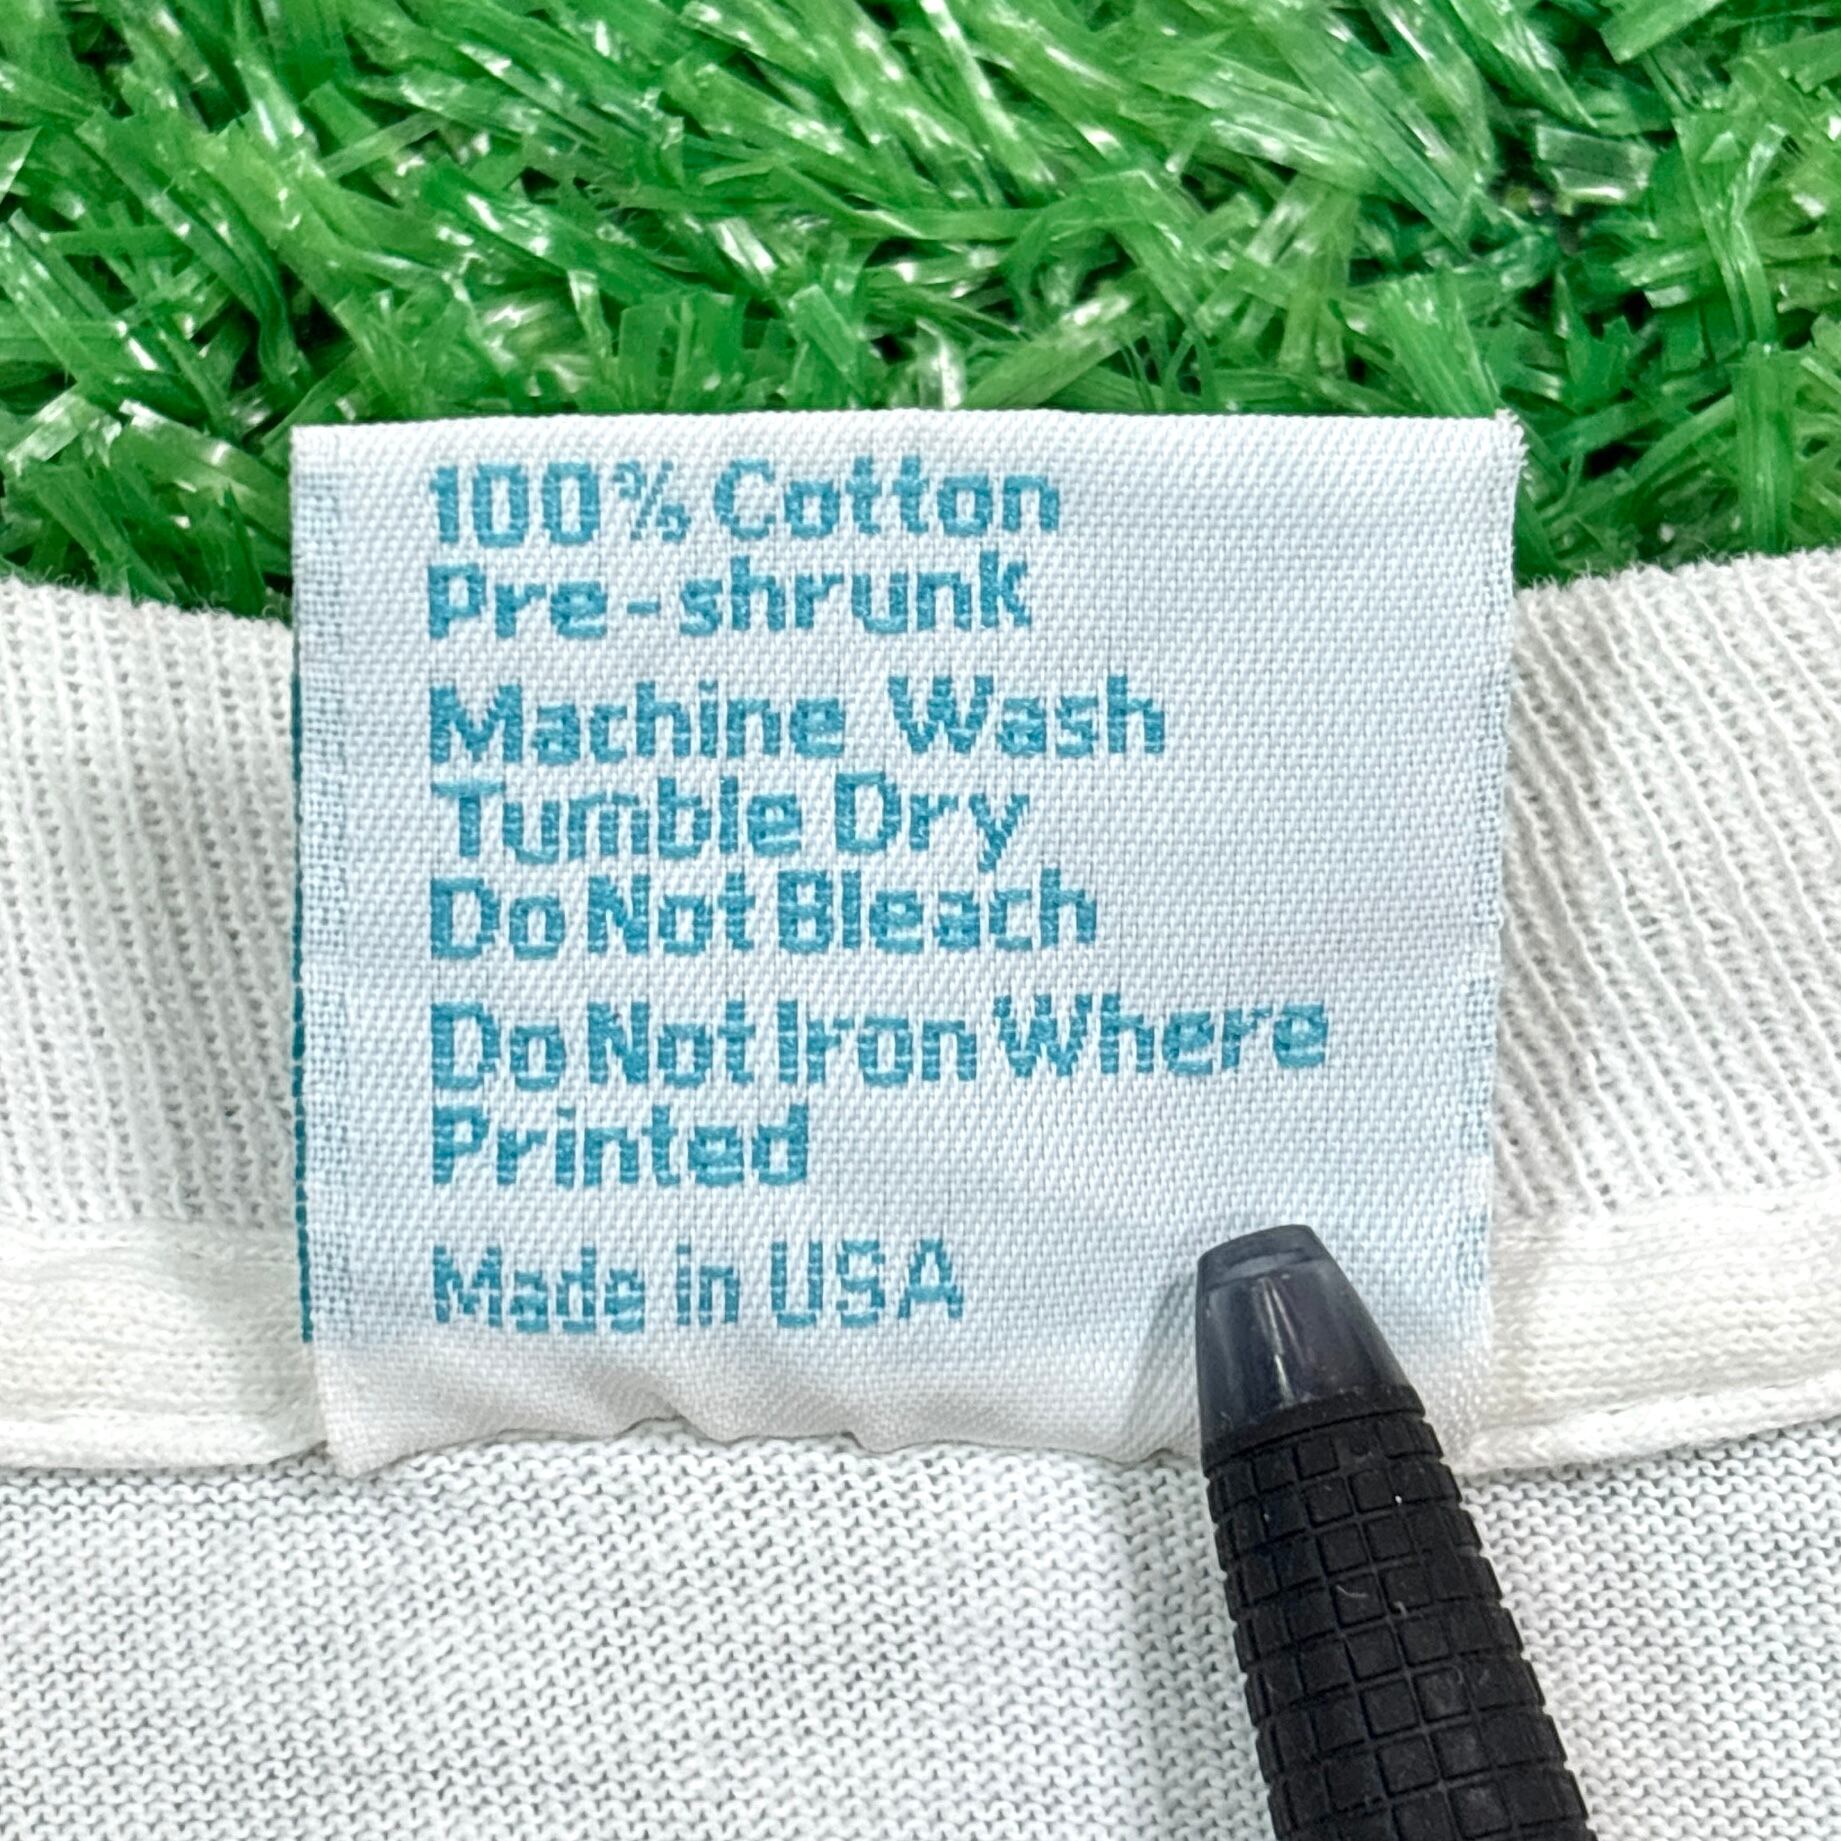 100% Cotton
Pre-shrunk
Machine Wash
Tumble Dry
Do Not Bleach
Do Not Iron Where
Printed
Made in USA